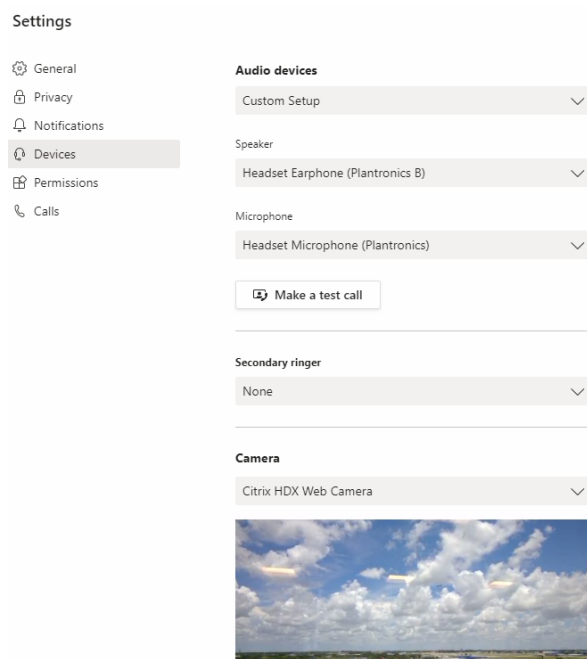 Settings
General
Privacy
Notifications
Devices
Permissions
Calls
Audio devices
Custom Setup
Speaker
Headset Earphone (Plantronics B)
Microphone
Headset Microphone (Plantronics)
Make a test call
Secondary ringer
None
Camera
Citrix HDX Web Camera